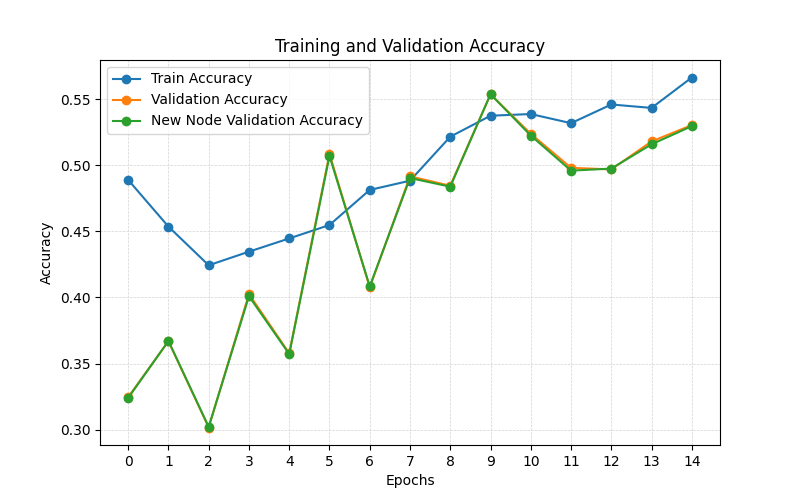 Training and Validation Accuracy
Train Accuracy
Validation Accuracy
New Node Validation Accuracy
0.55
0.50
0.45
0.40
0.35
0.30
Accuracy
0 1 2 3 4 5 6 7 8 9 10 11 12 13 14
Epochs